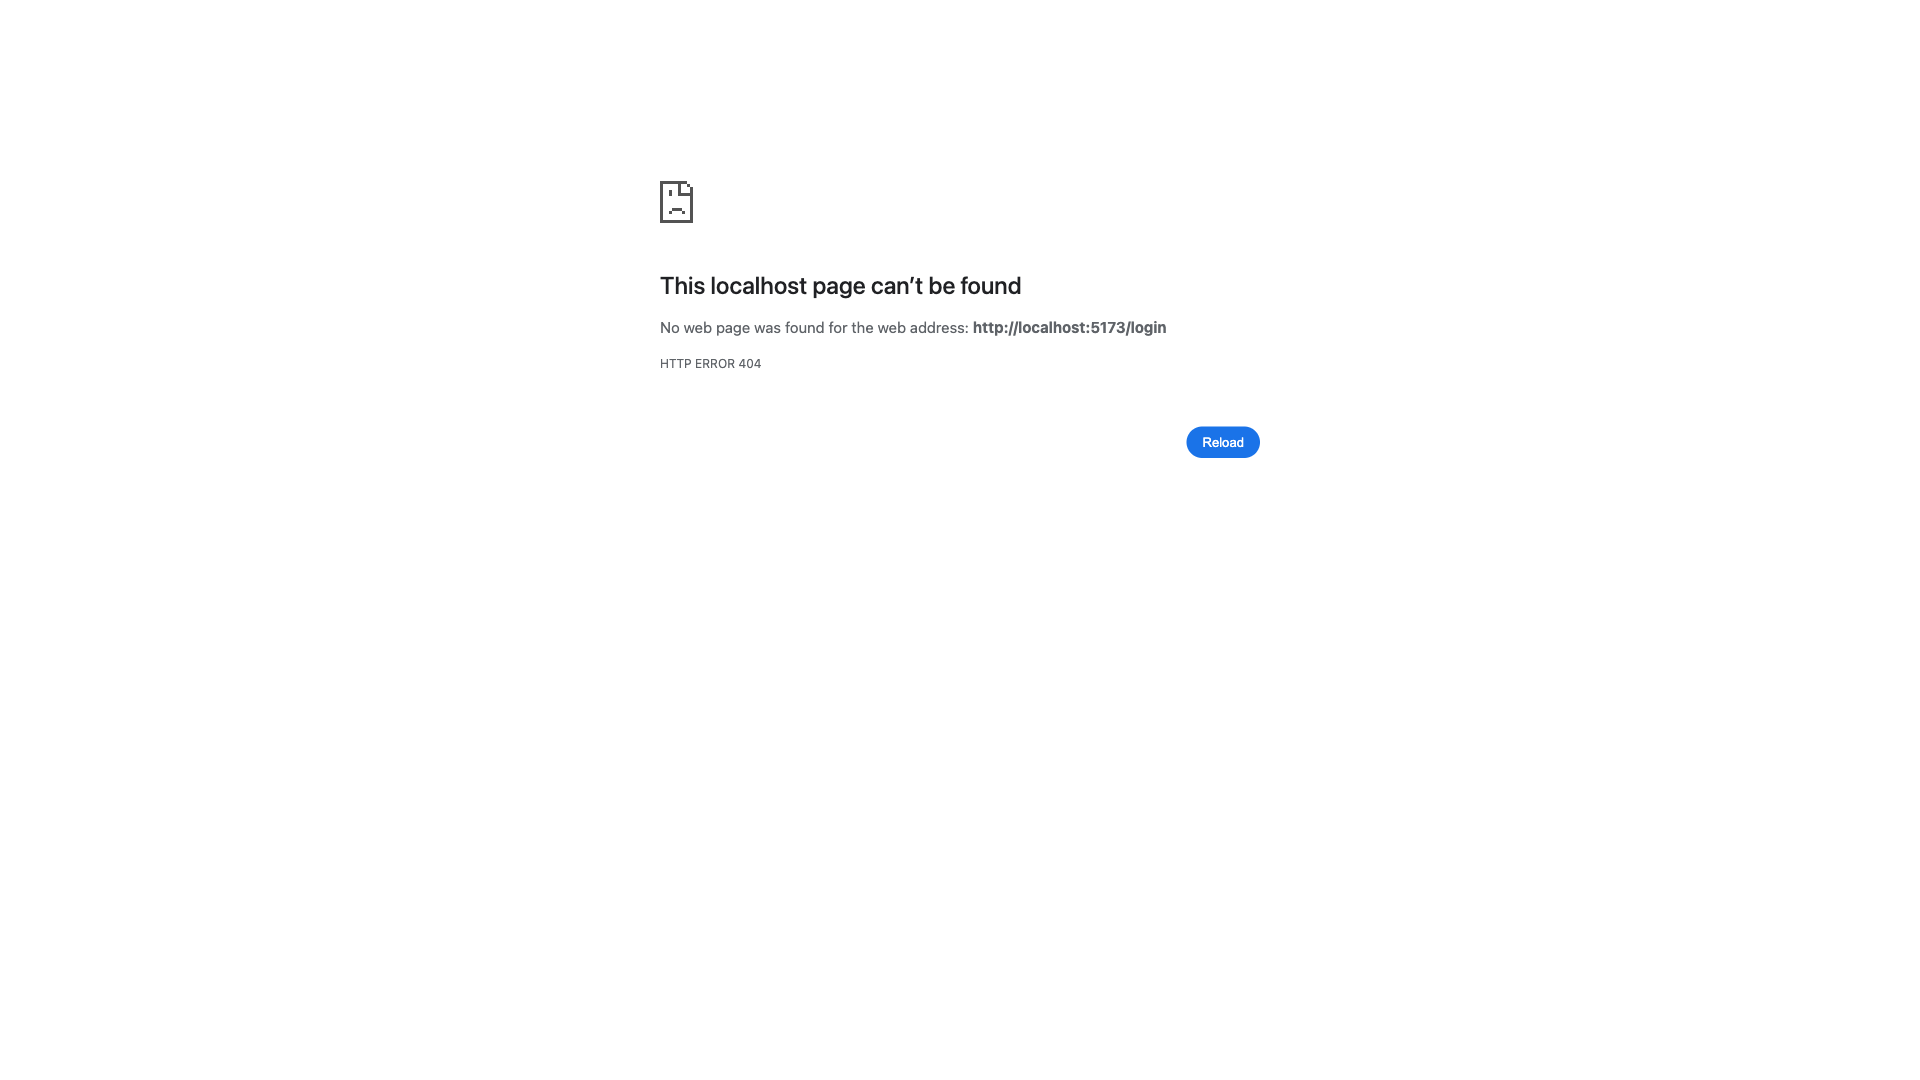 This localhost page can’t be found
No web page was found for the web address: http://localhost:5173/login
HTTP ERROR 404
Reload